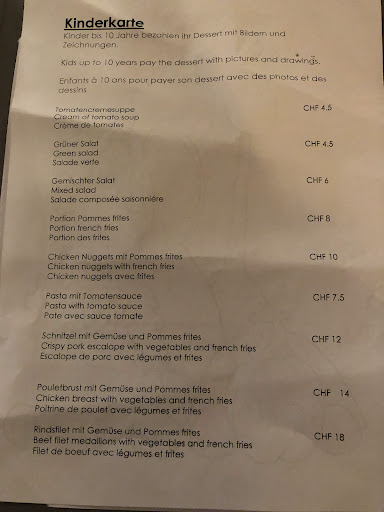 Kinderkarte
Kinder bis 10 Jahre bezahlen ihr Dessert mit Bildern und
Zeichnungen.
Kids up to 10 years pay the dessert with pictures and drawings.
Enfants à 10 ans pour payer son dessert avec des photos et des
dessins
Tomatencremesuppe CHF 4.5
Cream of tomato soup
Crème de tomates
Grüner Salat CHF 4.5
Green salad
Salade verte
Gemischter Salat CHF 6
Mixed salad
Salade composée saisonnière
Portion Pommes frites CHF 8
Portion french fries
Portion des frites
Chicken Nuggets mit Pommes frites CHF 10
Chicken nuggets with french fries
Chicken nuggets avec frites
Pasta mit Tomatensauce CHF 7.5
Pasta with tomato sauce
Pate avec sauce tomate
Schnitzel mit Gemüse und Pommes frites CHF 12
Crispy pork escalope with vegetables and french fries
Escalope de porc avec légumes et frites
Pouletbrust mit Gemüse und Pommes frites CHF 14
Chicken breast with vegetables and french fries
Poitrine de poulet avec légumes et frites
Rindsfilet mit Gemüse und Pommes frites CHF 18
Beef filet medaillions with vegetables and french fries
Filet de boeuf avec légumes et frites